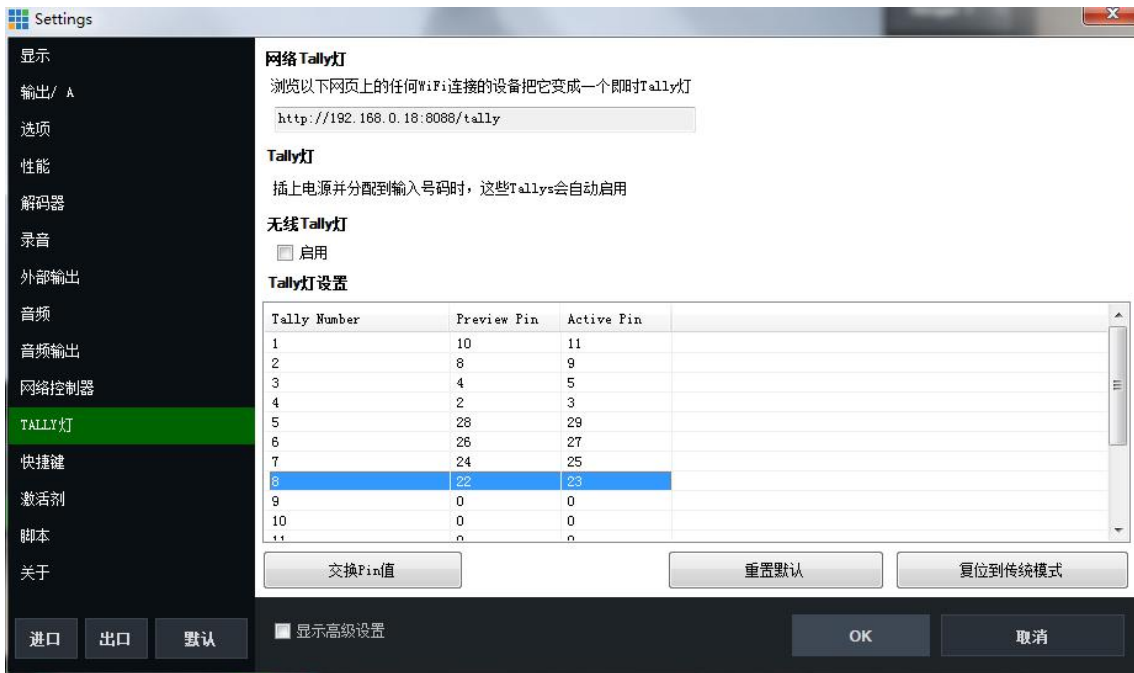 Settings
显示
输出/ A
选项
性能
解码器
录音
外部输出
音频
音频输出
网络控制器
TALLY灯
快捷鍵
激活剂
脚本
关于
进口 出口 默认
网络Tally灯
浏览以下网页上的任何WiFi连接的设备把它变成一个即时Tally灯
http://192.168.0.18:8088/tally
Tally灯
插上电源并分配到输入号码时，这些Tallys会自动启用
无线Tally灯
启用
Tally灯设置
Tally Number Preview Pin Active Pin
1 10 11
2 8 9
3 4 5
4 2 3
5 28 29
6 26 27
7 24 25
8 22 23
9 0 0
10 0 0
11 0 0
交换Pin值 重置默认 复位到传统模式
显示高级设置 OK 取消